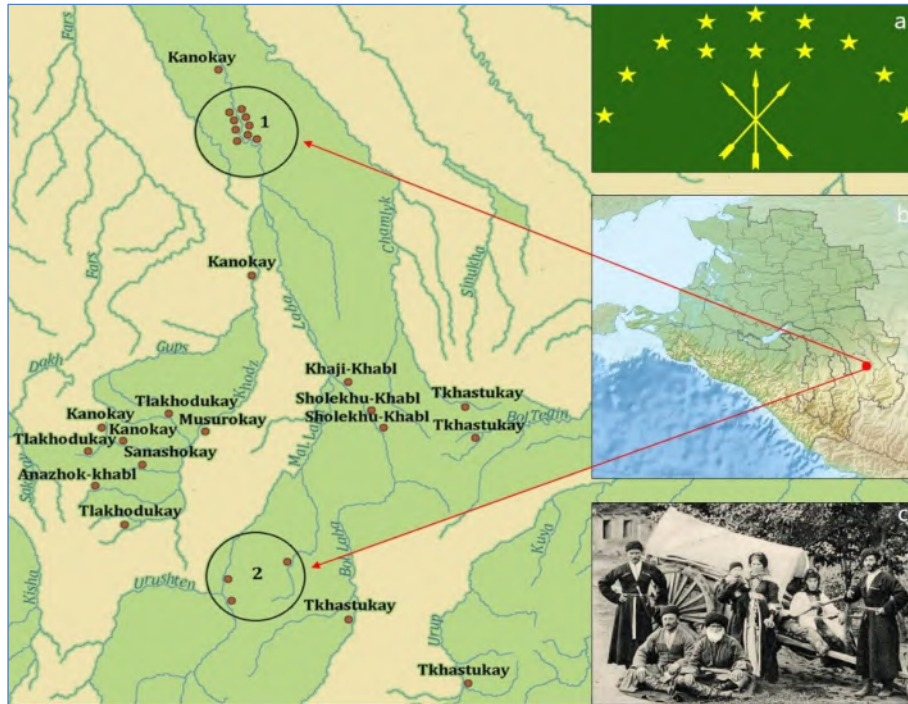 Fars
Kanokay
1
a
Chamlyk
Sinukha
b
Fars
Kanokay
Laba
Dakh
Gups
Khodz
Khaji-Khabl
Tlakhodukay
Sholekhu-Khabl
Tkhastukay
Kanokay
Musurokay
Sholekhu-Khabl
Bol Tegin
Tlakhodukay
Kanokay
Tkhastukay
Sanashokay
Anazhok-khabl
Tlakhodukay
c
2
Bol Laba
Kuva
Kisha
Urushten
Tkhastukay
Urup
Tkhastukay